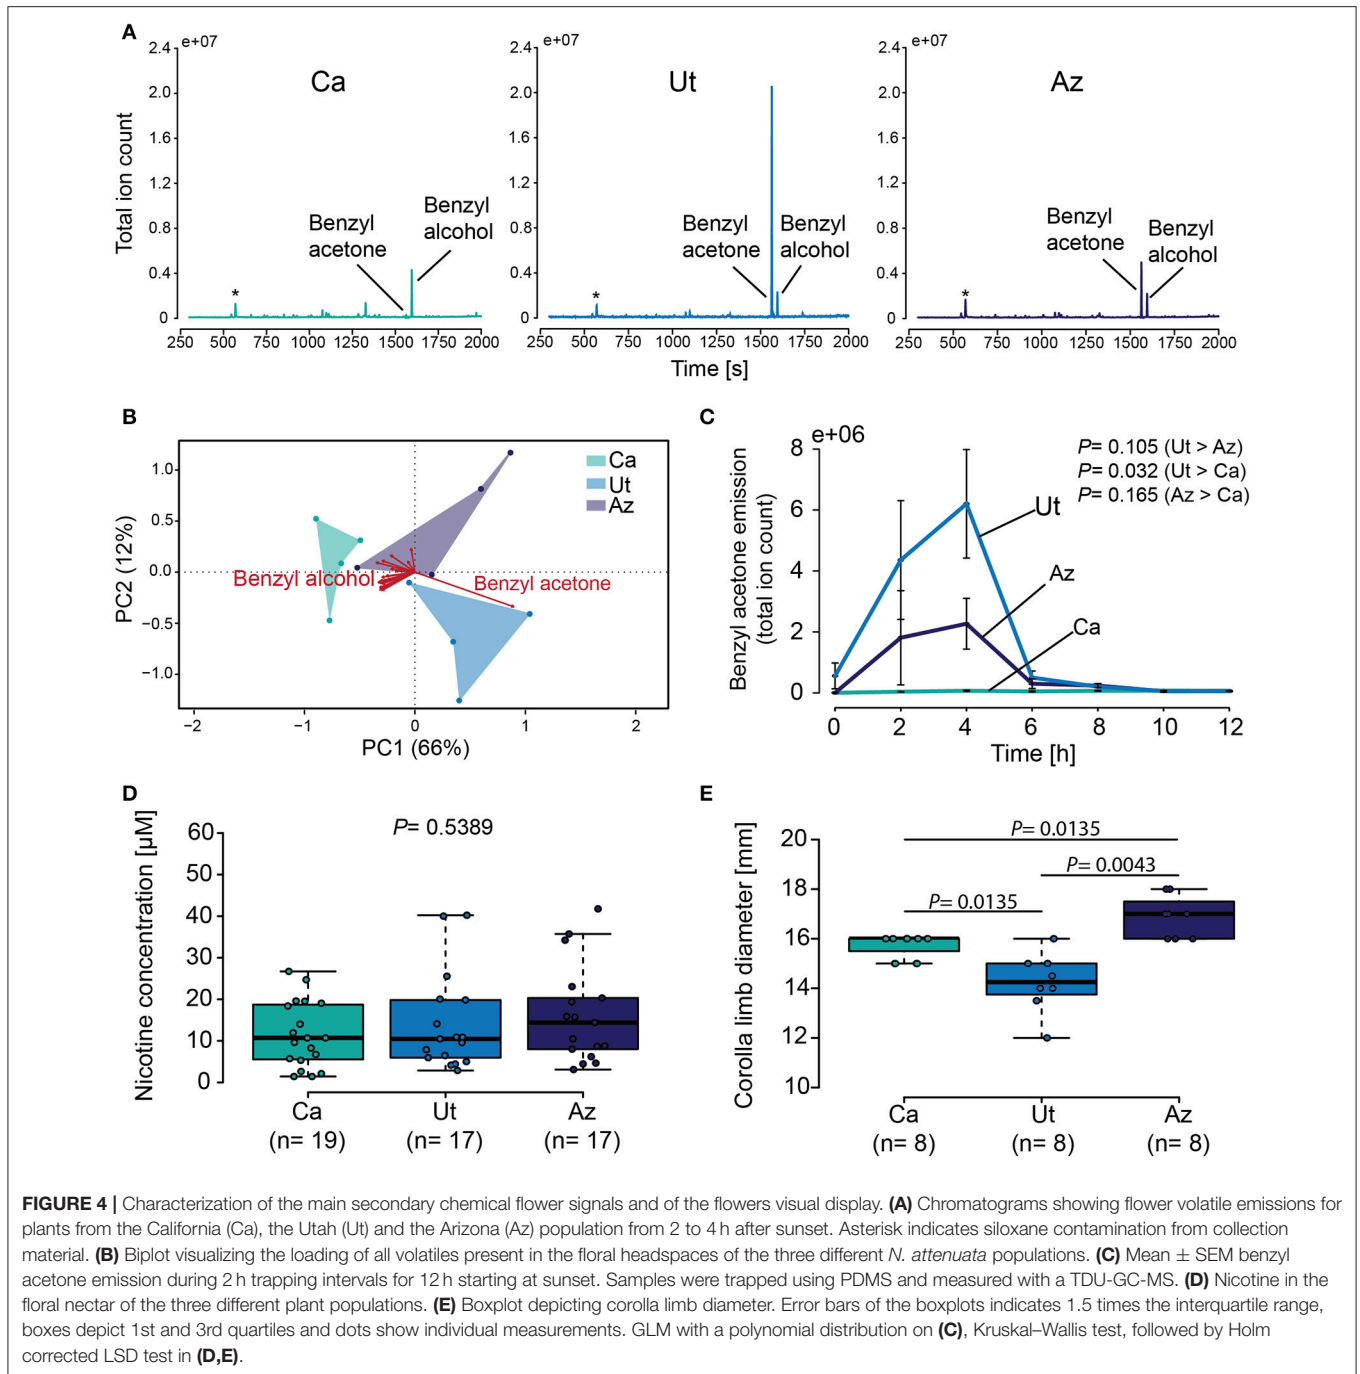 A
e+07
e+07
e+07
2.4
2.0
1.6
1.2
0.8
0.4
0
Total ion count
Ca
Benzyl
acetone
Benzyl
alcohol
*
250 500 750 1000 1250 1500 1750 2000
2.4
2.0
1.6
1.2
0.8
0.4
0
Ut
Benzyl
acetone
Benzyl
alcohol
*
250 500 750 1000 1250 1500 1750 2000
2.4
2.0
1.6
1.2
0.8
0.4
0
Az
Benzyl
acetone
Benzyl
alcohol
*
250 500 750 1000 1250 1500 1750 2000
Time [s]
B
Ca
Ut
Az
1.0
0.5
0.0
−0.5
−1.0
PC2 (12%)
Benzyl alcohol
Benzyl acetone
−2 −1 0 1 2
PC1 (66%)
C
e+06
P= 0.105 (Ut > Az)
P= 0.032 (Ut > Ca)
P= 0.165 (Az > Ca)
8
6
4
2
0
Benzyl acetone emission
(total ion count)
Ut
Az
Ca
0 2 4 6 8 10 12
Time [h]
D
P= 0.5389
60
50
40
30
20
10
0
Nicotine concentration [µM]
Ca Ut Az
(n= 19) (n= 17) (n= 17)
E
P= 0.0135
P= 0.0043
P= 0.0135
20
18
16
14
12
10
Corolla limb diameter [mm]
Ca Ut Az
(n= 8) (n= 8) (n= 8)
FIGURE 4 | Characterization of the main secondary chemical flower signals and of the flowers visual display. (A) Chromatograms showing flower volatile emissions for
plants from the California (Ca), the Utah (Ut) and the Arizona (Az) population from 2 to 4 h after sunset. Asterisk indicates siloxane contamination from collection
material. (B) Biplot visualizing the loading of all volatiles present in the floral headspaces of the three different N. attenuata populations. (C) Mean ± SEM benzyl
acetone emission during 2 h trapping intervals for 12 h starting at sunset. Samples were trapped using PDMS and measured with a TDU-GC-MS. (D) Nicotine in the
floral nectar of the three different plant populations. (E) Boxplot depicting corolla limb diameter. Error bars of the boxplots indicates 1.5 times the interquartile range,
boxes depict 1st and 3rd quartiles and dots show individual measurements. GLM with a polynomial distribution on (C), Kruskal–Wallis test, followed by Holm
corrected LSD test in (D,E).